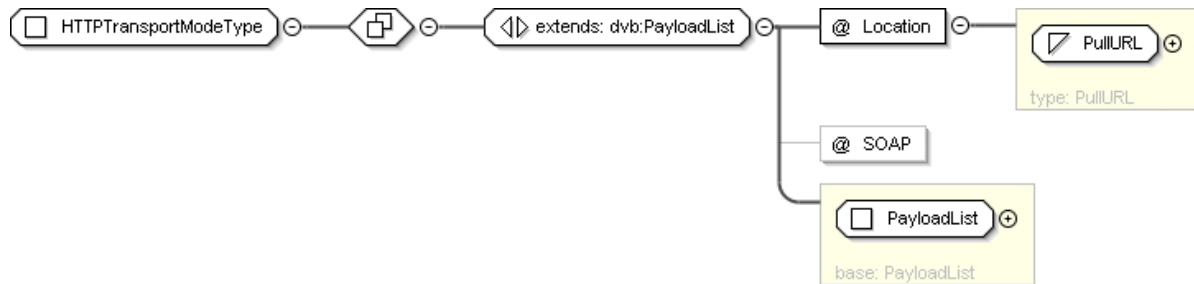 HTTPTransportModeType
extends: dvb:PayloadList
@ Location
PullURL
type: PullURL
@ SOAP
PayloadList
base: PayloadList